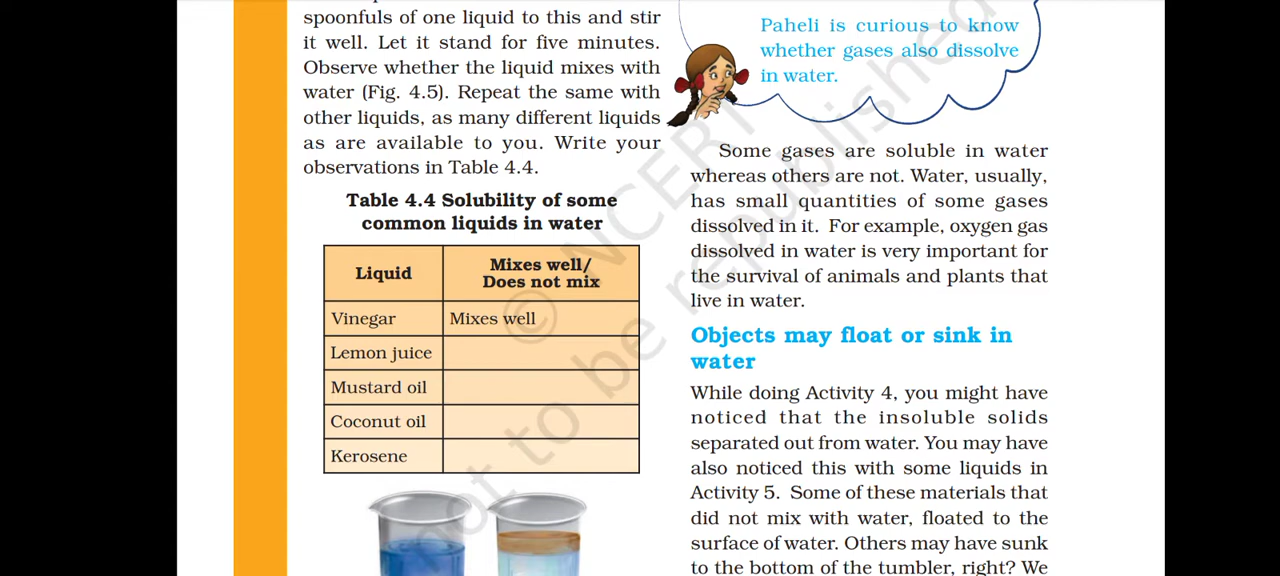 spoonfuls of one liquid to this and stir
it well. Let it stand for five minutes.
Observe whether the liquid mixes with
water (Fig. 4.5). Repeat the same with
other liquids, as many different liquids
as are available to you. Write your
observations in Table 4.4.
Table 4.4 Solubility of some
common liquids in water
Liquid
Mixes well/
Does not mix
Vinegar
Mixes well
Lemon juice
Mustard oil
Coconut oil
Kerosene
Paheli is curious to know
whether gases also dissolve
in water.
Some gases are soluble in water
whereas others are not. Water, usually,
has small quantities of some gases
dissolved in it. For example, oxygen gas
dissolved in water is very important for
the survival of animals and plants that
live in water.
Objects may float or sink in
water
While doing Activity 4, you might have
noticed that the insoluble solids
separated out from water. You may have
also noticed this with some liquids in
Activity 5. Some of these materials that
did not mix with water, floated to the
surface of water. Others may have sunk
to the bottom of the tumbler, right? We
© NCERT
not to be republished